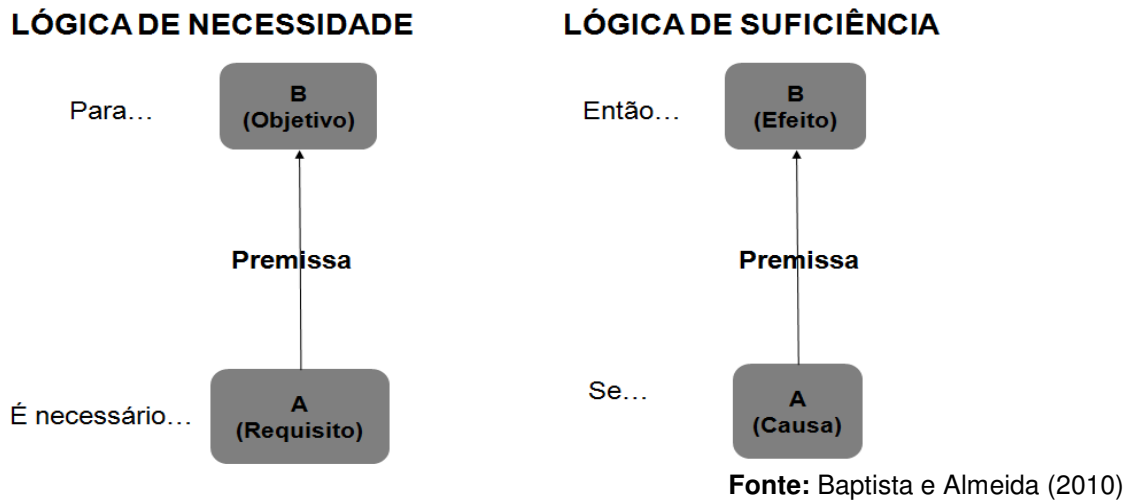 LÓGICA DE NECESSIDADE
Para…
B
(Objetivo)
Premissa
É necessário…
A
(Requisito)
LÓGICA DE SUFICIÊNCIA
Então…
B
(Efeito)
Premissa
Se…
A
(Causa)
Fonte: Baptista e Almeida (2010)